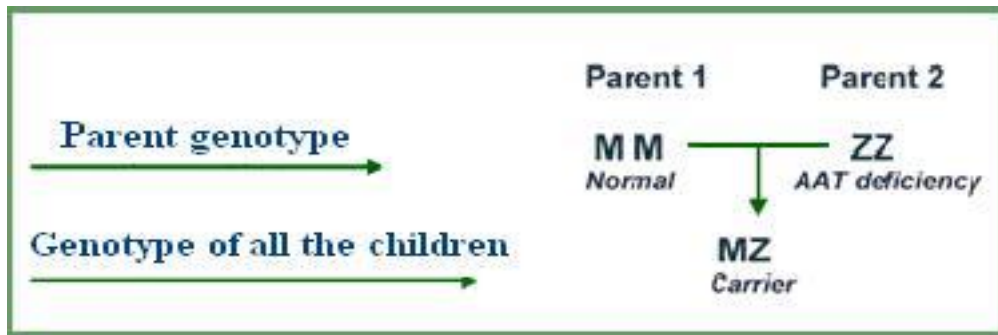 Parent 1 Parent 2
Parent genotype
MM ZZ
Normal AAT deficiency
Genotype of all the children
MZ
Carrier